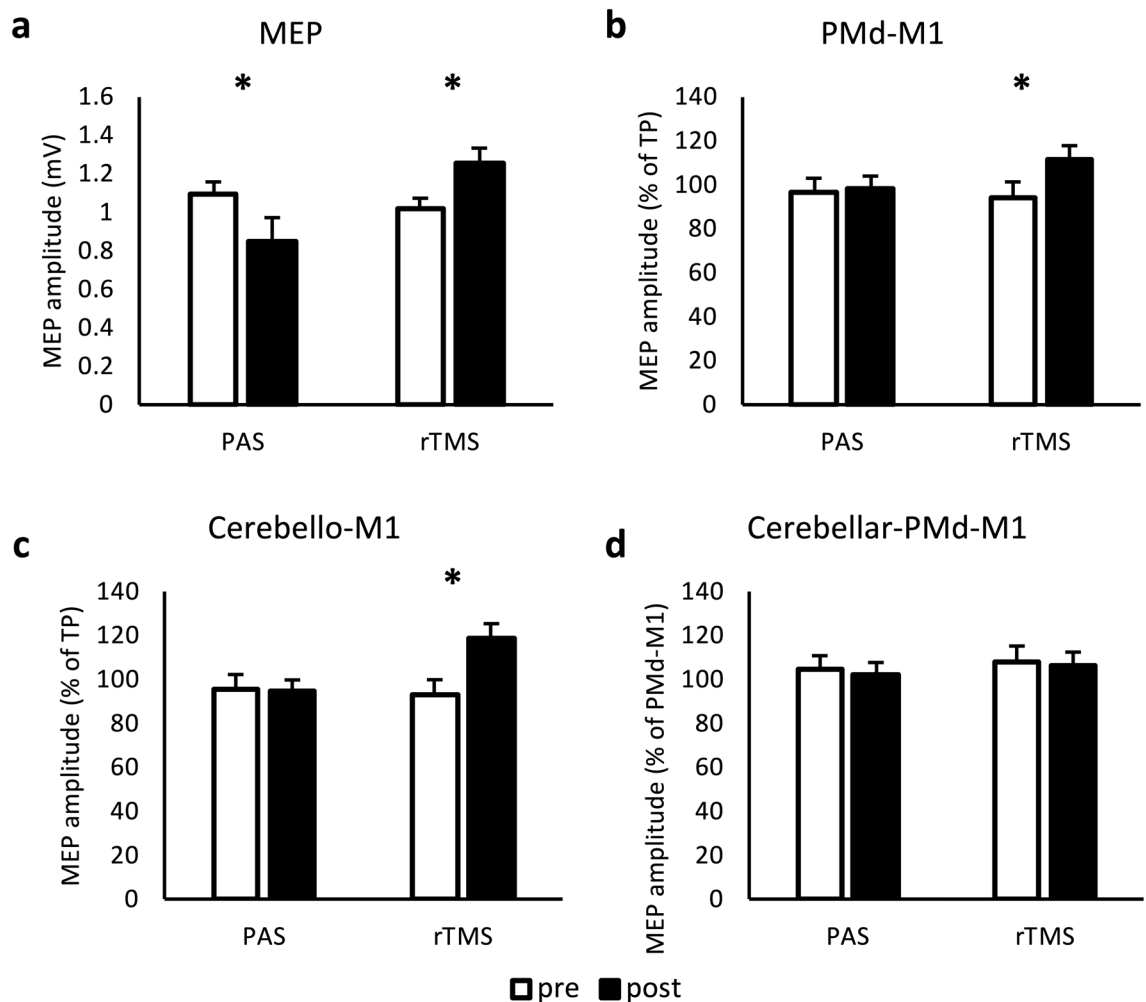 a
MEP
*
*
MEP amplitude (mV)
1.6
1.4
1.2
1
0.8
0.6
0.4
0.2
0
PAS
rTMS
b
PMd-M1
*
MEP amplitude (% of TP)
140
120
100
80
60
40
20
0
PAS
rTMS
c
Cerebello-M1
*
MEP amplitude (% of TP)
140
120
100
80
60
40
20
0
PAS
rTMS
d
Cerebellar-PMd-M1
MEP amplitude (% of PMd-M1)
140
120
100
80
60
40
20
0
PAS
rTMS
pre post